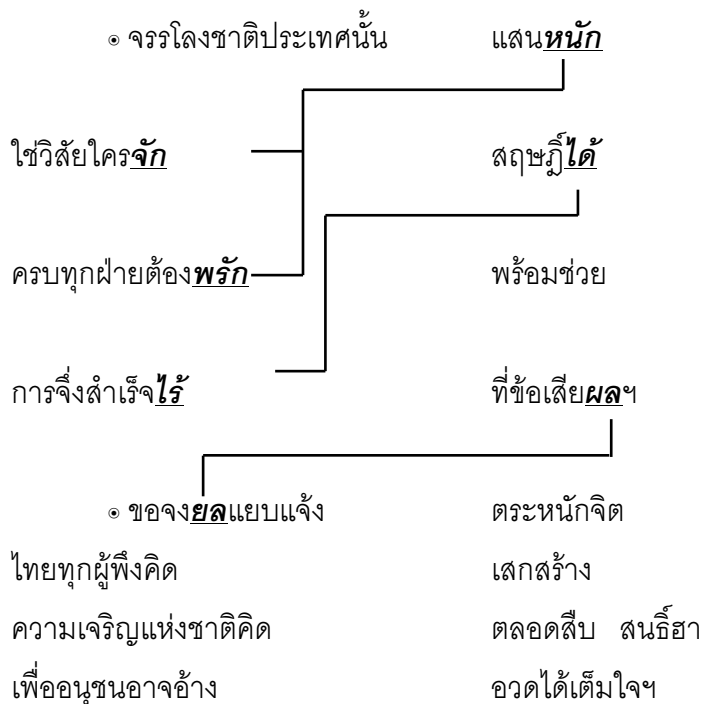 ๏ จรรโลงชาติประเทศนั้น แสนหนัก
ใช่วิสัยใครจัก สฤษฎิ์ได้
ครบทุกฝ่ายต้องพรัก พร้อมช่วย
การจึ่งสำเร็จไร้ ที่ข้อเสียผลฯ
๏ ขอจงยลแยบแจ้ง ตระหนักจิต
ไทยทุกผู้พึงคิด เสกสร้าง
ความเจริญแห่งชาติคิด ตลอดสืบ สนธิ์ฮา
เพื่ออนุชนอาจอ้าง อวดได้เต็มใจฯ